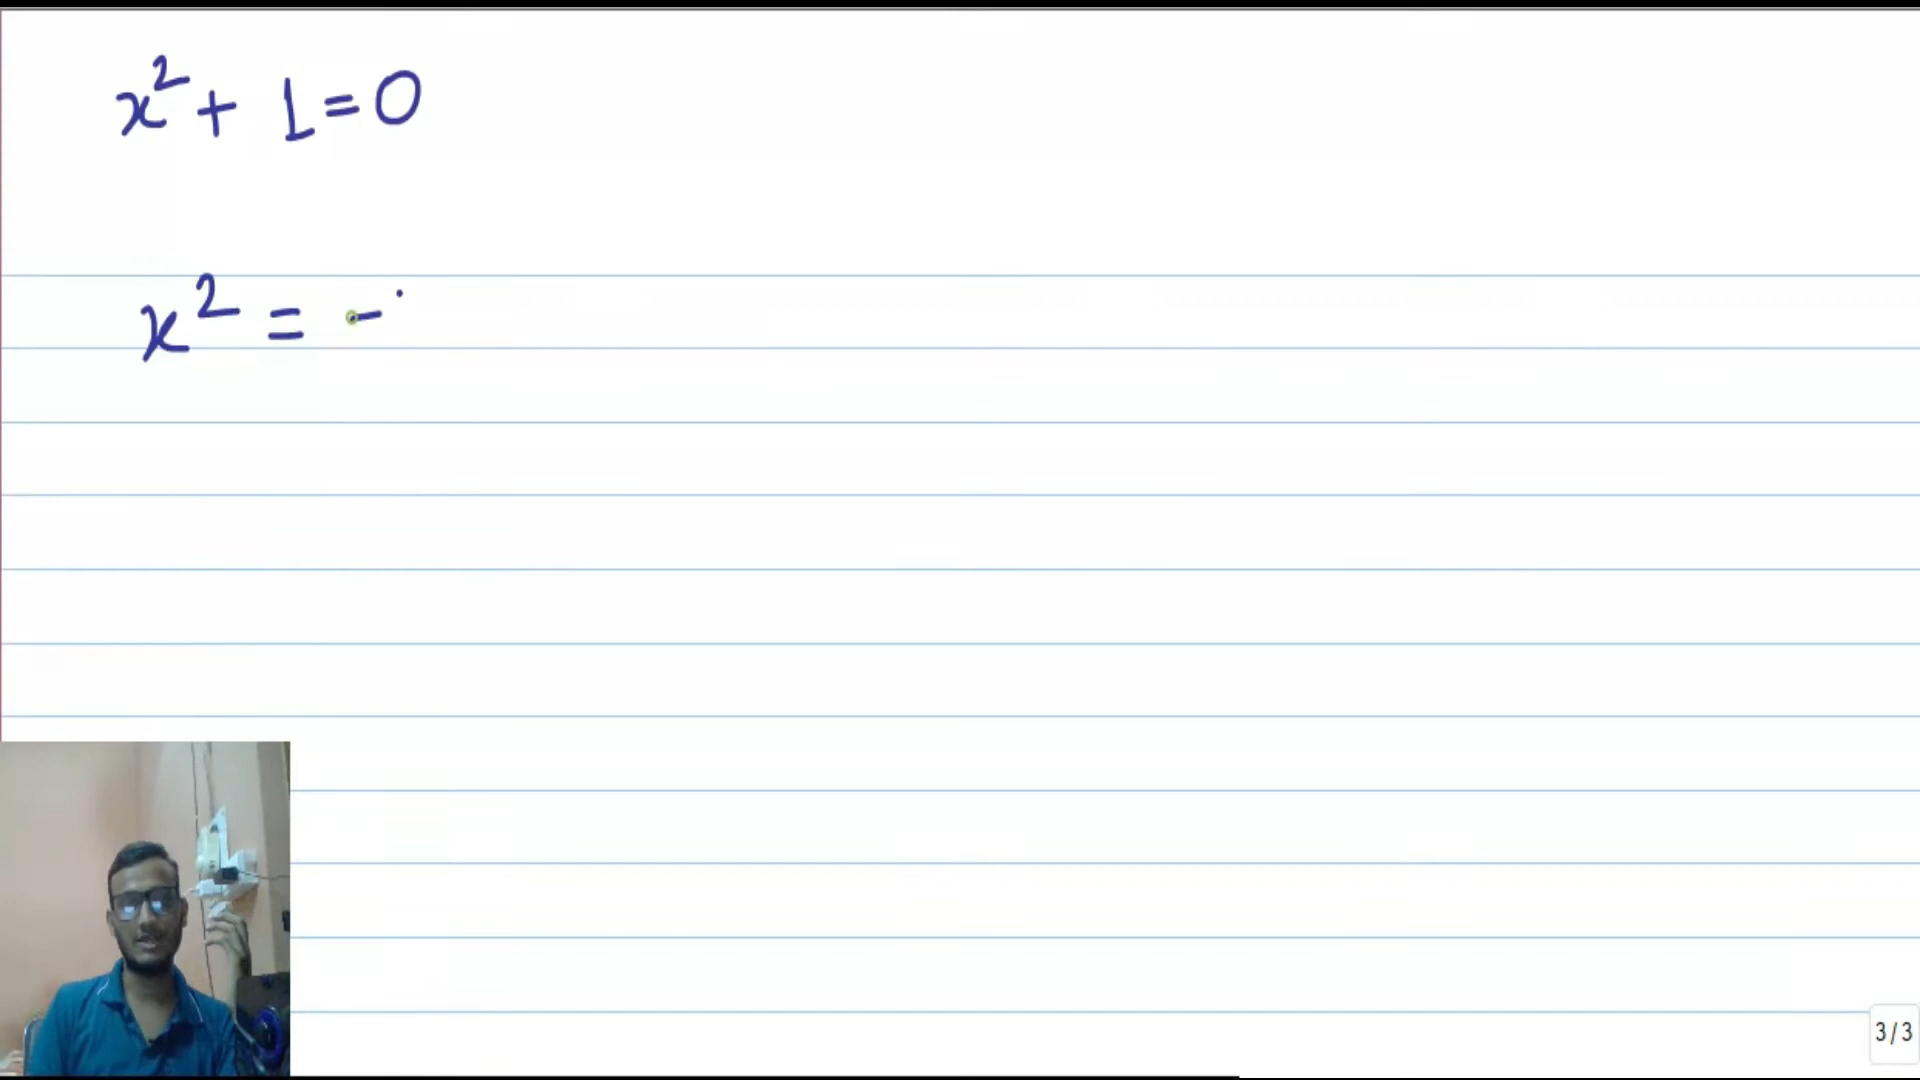 x² + 1 = 0
x² = -
3/3